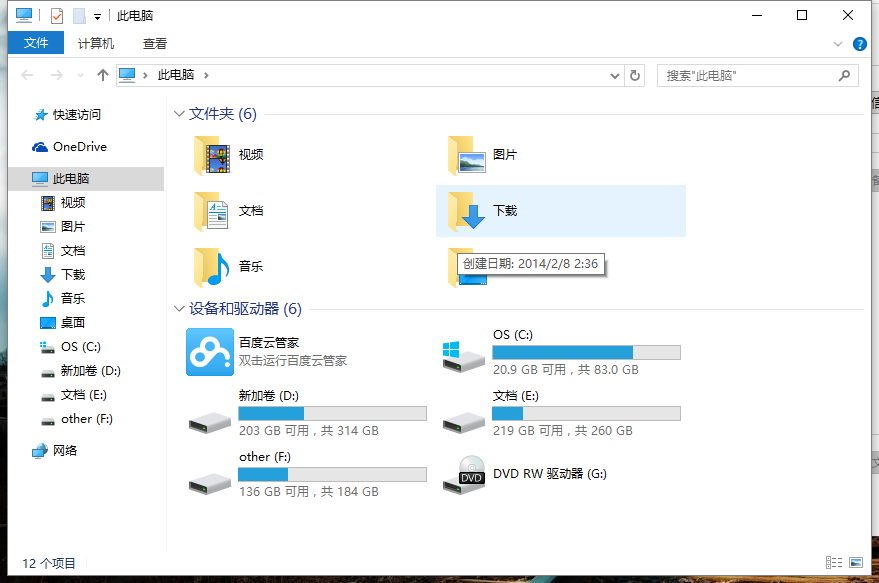 此电脑
文件 计算机 查看
此电脑
搜索"此电脑"
快速访问
OneDrive
此电脑
视频
图片
文档
下载
音乐
桌面
OS (C:)
新加卷 (D:)
文档 (E:)
other (F:)
网络
文件夹 (6)
视频
图片
文档
下载
音乐
创建日期: 2014/2/8 2:36
设备和驱动器 (6)
百度云管家
双击运行百度云管家
OS (C:)
20.9 GB 可用，共 83.0 GB
新加卷 (D:)
203 GB 可用，共 314 GB
文档 (E:)
219 GB 可用，共 260 GB
other (F:)
136 GB 可用，共 184 GB
DVD
DVD RW 驱动器 (G:)
12 个项目